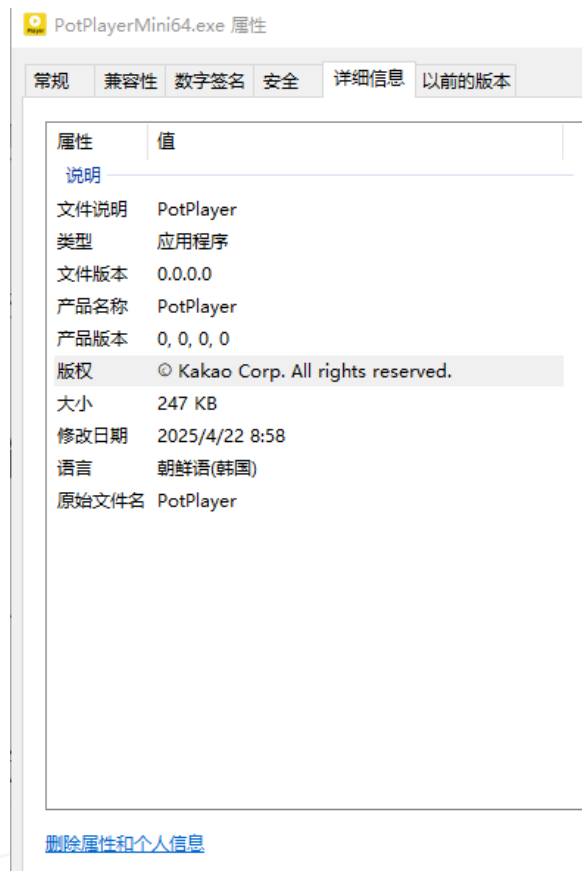 PotPlayerMini64.exe 属性
常规 兼容性 数字签名 安全 详细信息 以前的版本
属性 值
说明
文件说明 PotPlayer
类型 应用程序
文件版本 0.0.0.0
产品名称 PotPlayer
产品版本 0, 0, 0, 0
版权 © Kakao Corp. All rights reserved.
大小 247 KB
修改日期 2025/4/22 8:58
语言 朝鲜语(韩国)
原始文件名 PotPlayer
删除属性和个人信息